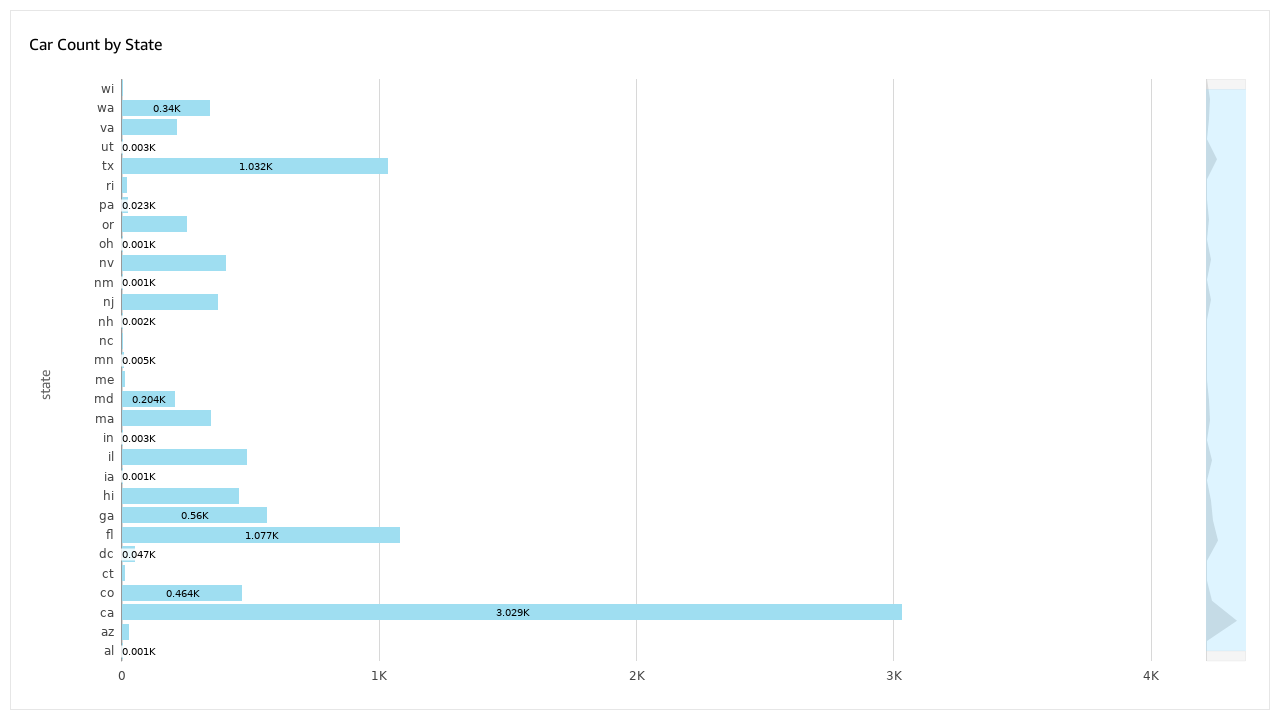 Car Count by State
wi
wa 0.34K
va
ut 0.003K
tx 1.032K
ri
pa 0.023K
or
oh 0.001K
nv
nm 0.001K
nj
nh 0.002K
nc
mn 0.005K
me
state
md 0.204K
ma
in 0.003K
il
ia 0.001K
hi
ga 0.56K
fl 1.077K
dc 0.047K
ct
co 0.464K
ca 3.029K
az
al 0.001K
0 1K 2K 3K 4K